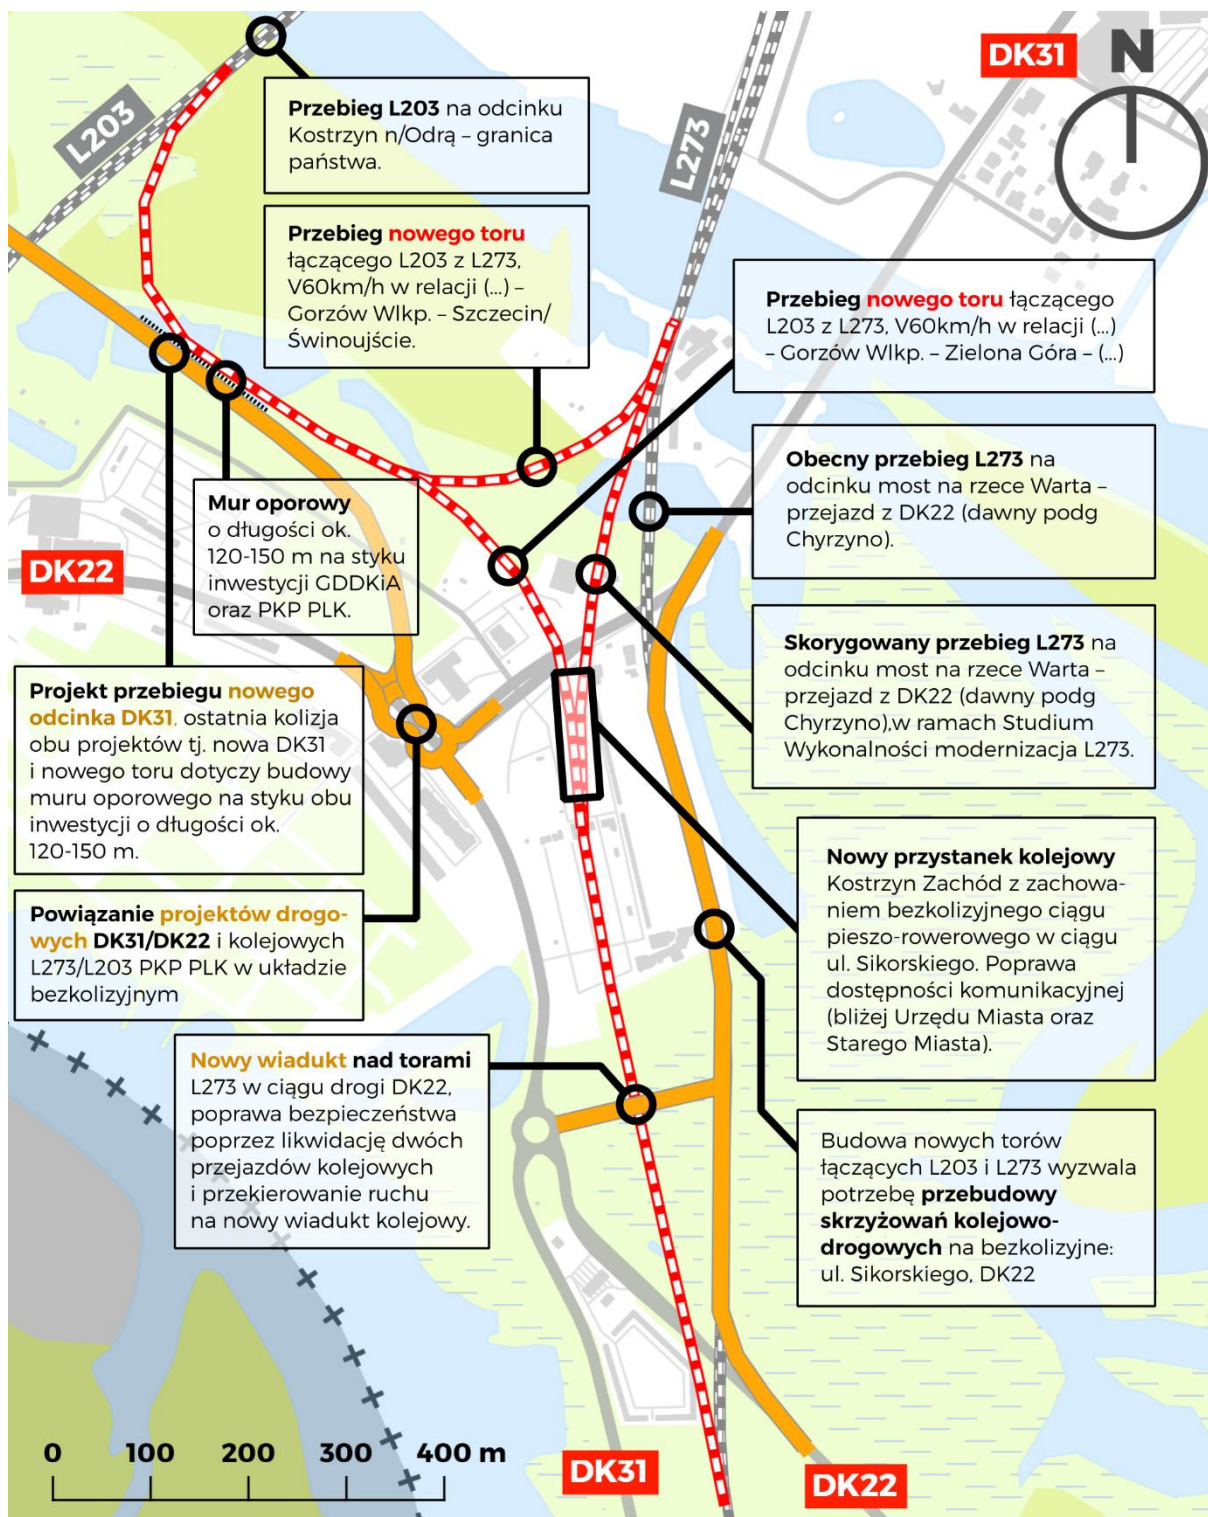 DK31
N
L203
L273
Przebieg L203 na odcinku
Kostrzyn n/Odrą – granica
państwa.
Przebieg nowego toru
łączącego L203 z L273,
V60km/h w relacji (...) –
Gorzów Wlkp. – Szczecin/
Świnoujście.
Przebieg nowego toru łączącego
L203 z L273, V60km/h w relacji (...)
– Gorzów Wlkp. – Zielona Góra – (...)
Obecny przebieg L273 na
odcinku most na rzece Warta –
przejazd z DK22 (dawny podg
Chyrzyno).
Mur oporowy
o długości ok.
120-150 m na styku
inwestycji GDDKiA
oraz PKP PLK.
DK22
Skorygowany przebieg L273 na
odcinku most na rzece Warta –
przejazd z DK22 (dawny podg
Chyrzyno),w ramach Studium
Wykonalności modernizacja L273.
Projekt przebiegu nowego
odcinka DK31, ostatnia kolizja
obu projektów tj. nowa DK31
i nowego toru dotyczy budowy
muru oporowego na styku obu
inwestycji o długości ok.
120-150 m.
Nowy przystanek kolejowy
Kostrzyn Zachód z zachowa-
niem bezkolizyjnego ciągu
pieszo-rowerowego w ciągu
ul. Sikorskiego. Poprawa
dostępności komunikacyjnej
(bliżej Urzędu Miasta oraz
Starego Miasta).
Powiązanie projektów drogo-
wych DK31/DK22 i kolejowych
L273/L203 PKP PLK w układzie
bezkolizyjnym
Nowy wiadukt nad torami
L273 w ciągu drogi DK22,
poprawa bezpieczeństwa
poprzez likwidację dwóch
przejazdów kolejowych
i przekierowanie ruchu
na nowy wiadukt kolejowy.
Budowa nowych torów
łączących L203 i L273 wyzwala
potrzebę przebudowy
skrzyżowań kolejowo-
drogowych na bezkolizyjne:
ul. Sikorskiego, DK22
0 100 200 300 400 m
DK31
DK22